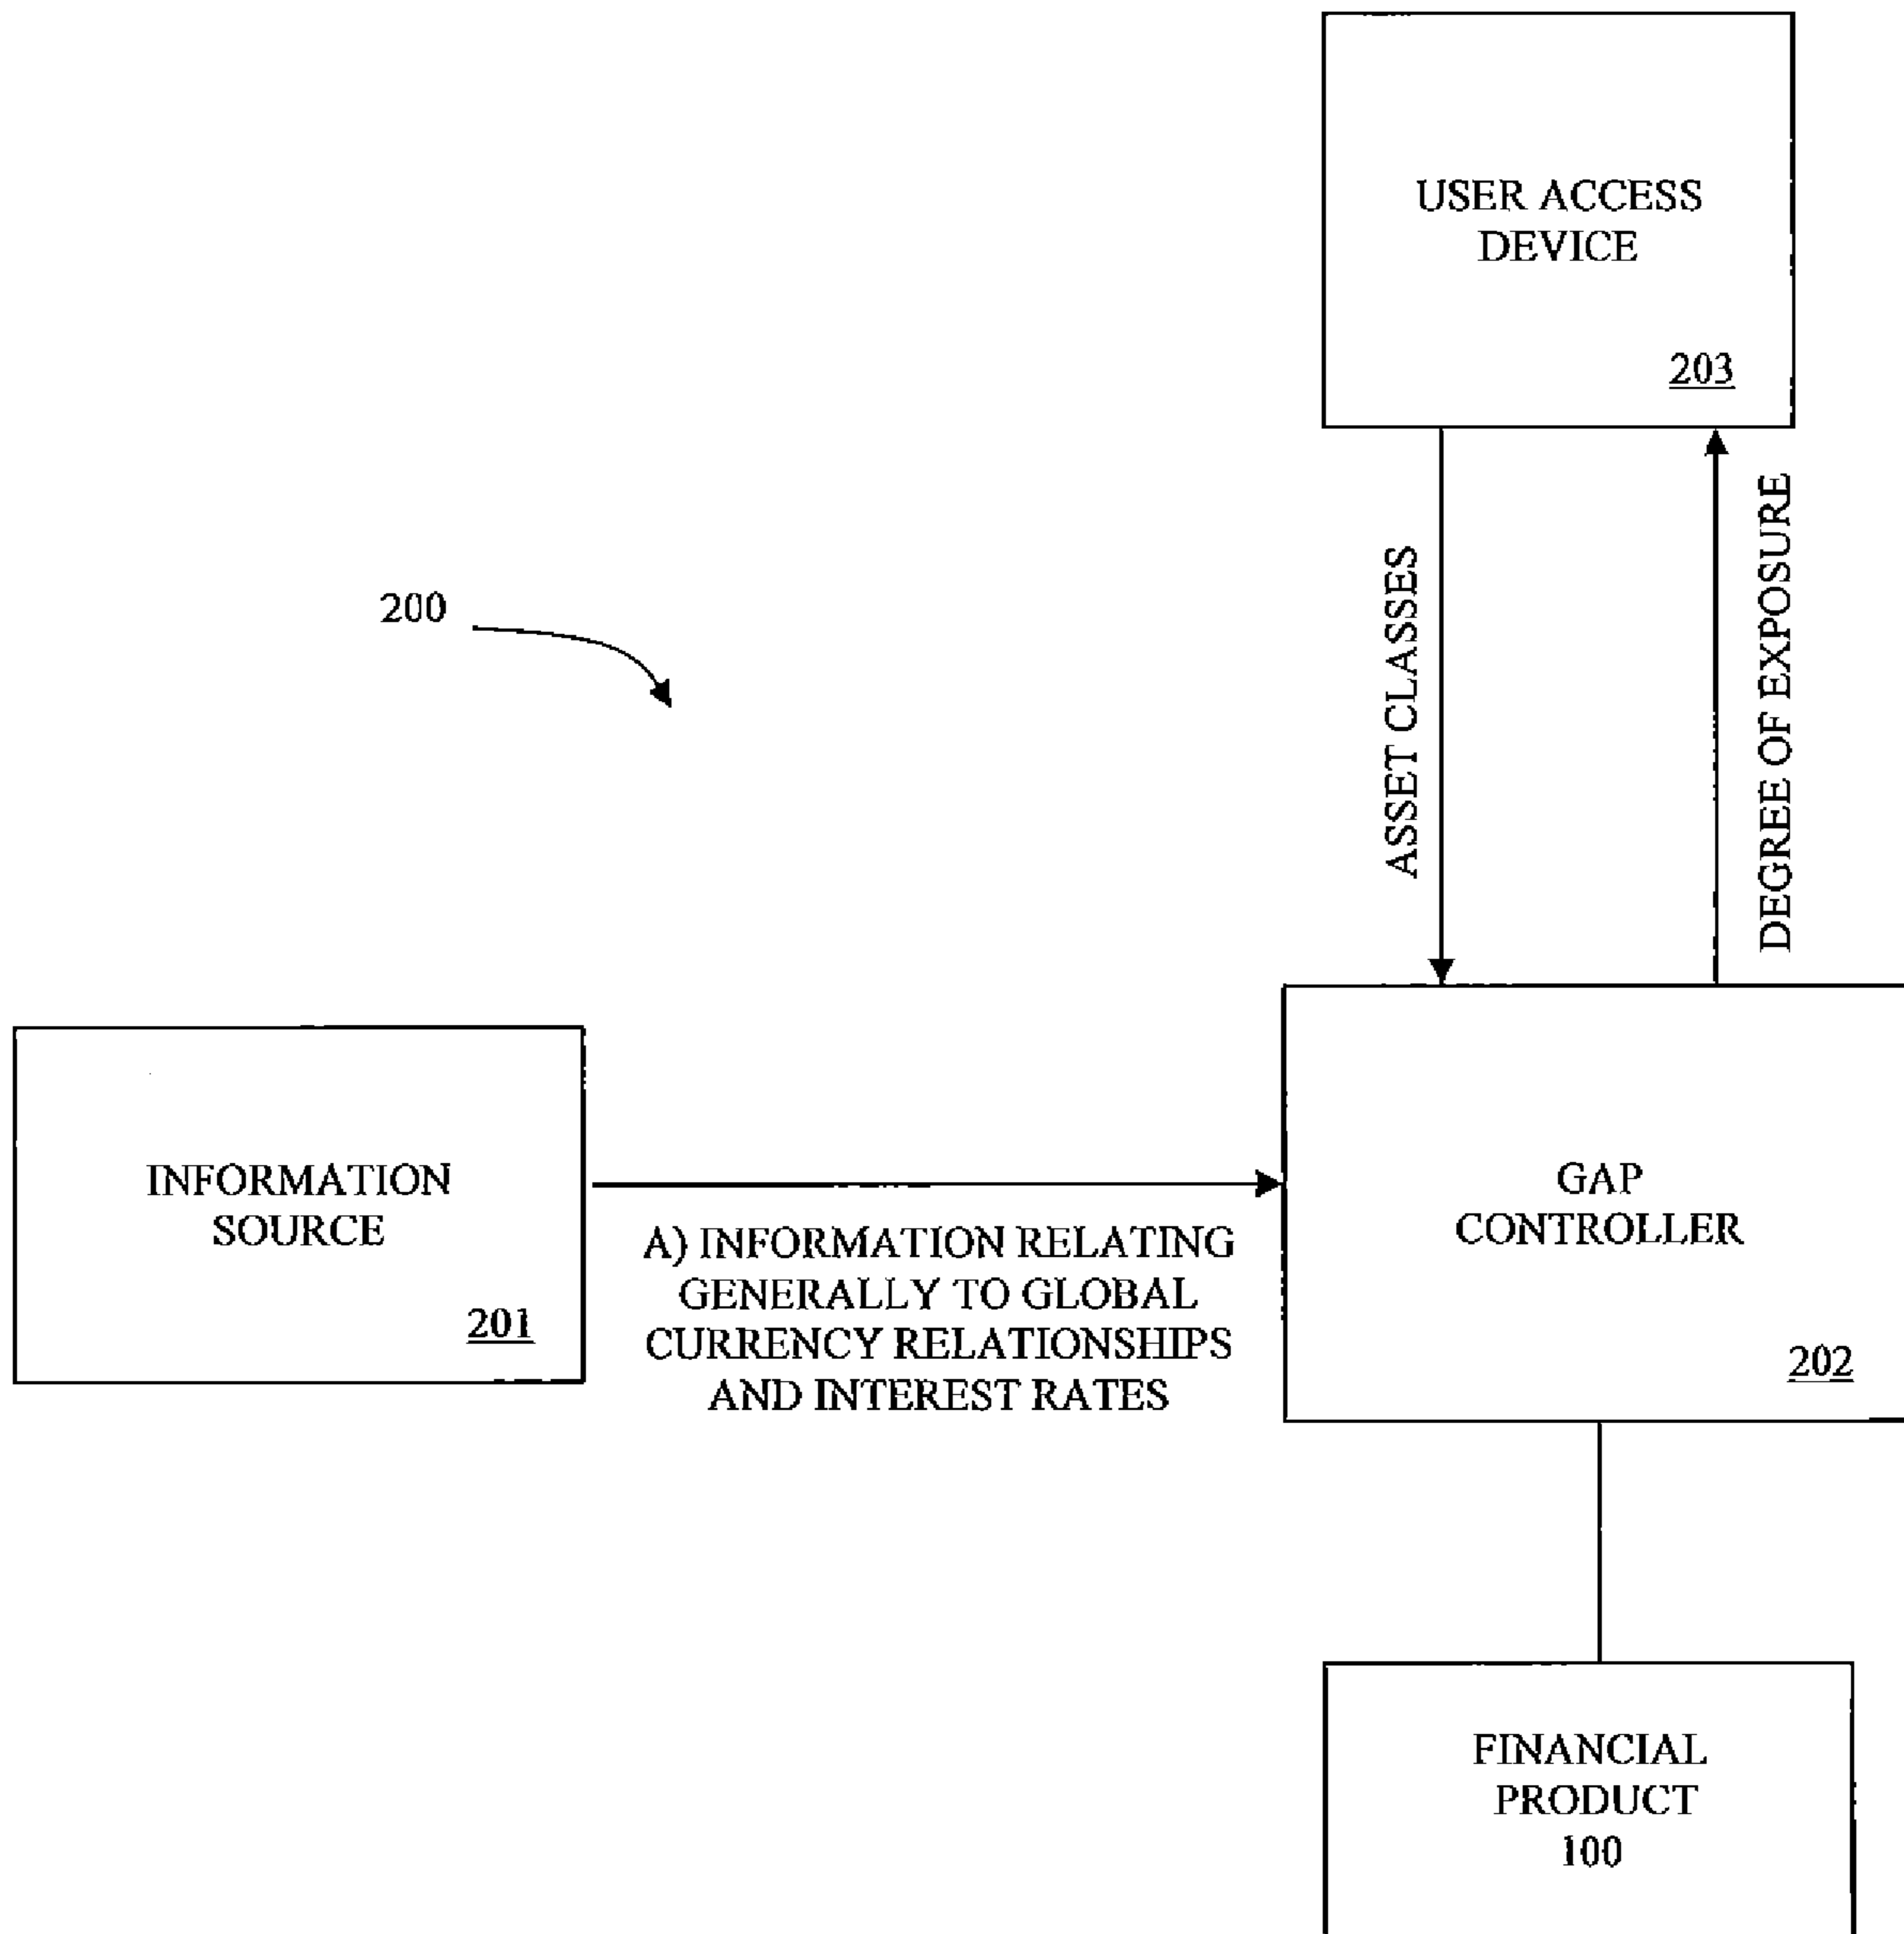 USER ACCESS
DEVICE
203
200
ASSET CLASSES
DEGREE OF EXPOSURE
INFORMATION
SOURCE
201
A) INFORMATION RELATING
GENERALLY TO GLOBAL
CURRENCY RELATIONSHIPS
AND INTEREST RATES
GAP
CONTROLLER
202
FINANCIAL
PRODUCT
100